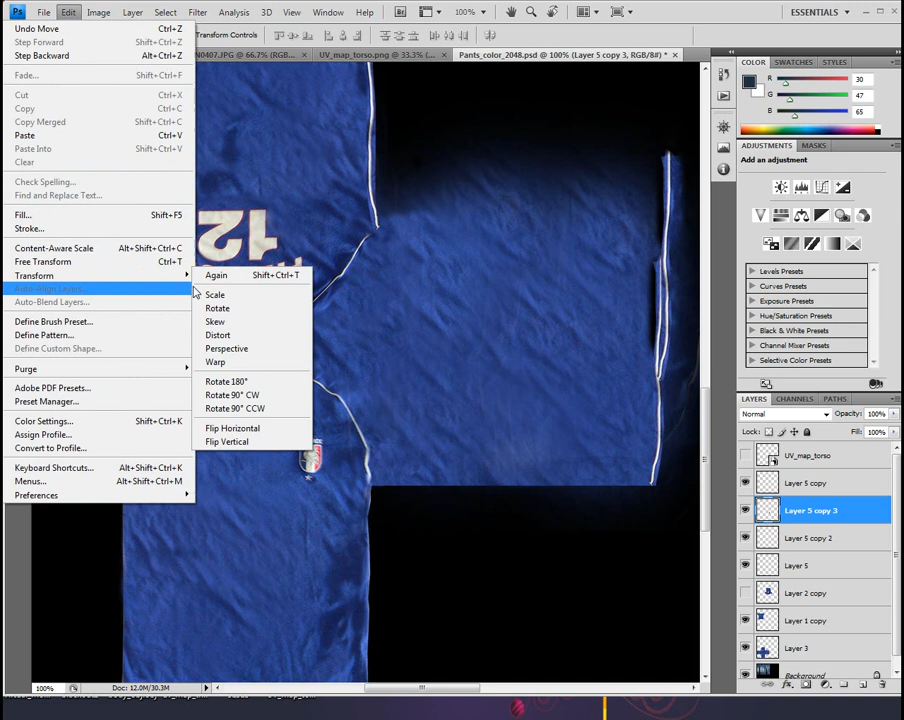 Ps File Edit Image Layer Select Filter Analysis 3D View Window Help 100% ESSENTIALS
Transform Controls
N0407.JPG @ 66.7% ... × UV_map_torso.png @ 33.3% (... × Pants_color_2048.psd @ 100% (Layer 5 copy 3, RGB/8#) * ×
Undo Move Ctrl+Z
Step Forward Shift+Ctrl+Z
Step Backward Alt+Ctrl+Z
Fade... Shift+Ctrl+F
Cut Ctrl+X
Copy Ctrl+C
Copy Merged Shift+Ctrl+C
Paste Ctrl+V
Paste Into Shift+Ctrl+V
Clear
Check Spelling...
Find and Replace Text...
Fill... Shift+F5
Stroke...
Content-Aware Scale Alt+Shift+Ctrl+C
Free Transform Ctrl+T
Transform
Auto-Align Layers...
Auto-Blend Layers...
Define Brush Preset...
Define Pattern...
Define Custom Shape...
Purge
Adobe PDF Presets...
Preset Manager...
Color Settings... Shift+Ctrl+K
Assign Profile...
Convert to Profile...
Keyboard Shortcuts... Alt+Shift+Ctrl+K
Menus... Alt+Shift+Ctrl+M
Preferences
Again Shift+Ctrl+T
Scale
Rotate
Skew
Distort
Perspective
Warp
Rotate 180°
Rotate 90° CW
Rotate 90° CCW
Flip Horizontal
Flip Vertical
12
COLOR SWATCHES STYLES
R 30
G 47
B 65
ADJUSTMENTS MASKS
Add an adjustment
Levels Presets
Curves Presets
Exposure Presets
Hue/Saturation Presets
Black & White Presets
Channel Mixer Presets
Selective Color Presets
LAYERS CHANNELS PATHS
Normal Opacity: 100%
Lock: Fill: 100%
UV_map_torso
Layer 5 copy
Layer 5 copy 3
Layer 5 copy 2
Layer 5
Layer 2 copy
Layer 1 copy
Layer 3
Background
100% Doc: 12.0M/30.3M